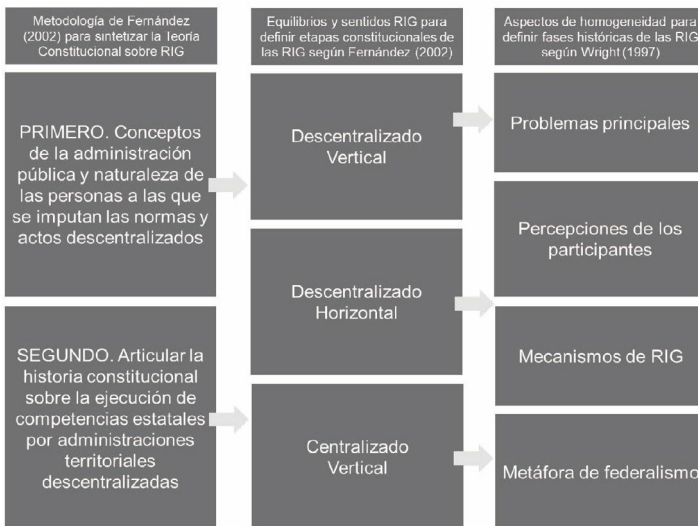 Metodología de Fernández
(2002) para sintetizar la Teoría
Constitucional sobre RIG
PRIMERO. Conceptos
de la administración
pública y naturaleza de
las personas a las que
se imputan las normas y
actos descentralizados
SEGUNDO. Articular la
historia constitucional
sobre la ejecución de
competencias estatales
por administraciones
territoriales
descentralizadas
Equilibrios y sentidos RIG para
definir etapas constitucionales de
las RIG según Fernández (2002)
Descentralizado
Vertical
Descentralizado
Horizontal
Centralizado
Vertical
Aspectos de homogeneidad para
definir fases históricas de las RIG
según Wright (1997)
Problemas principales
Percepciones de los
participantes
Mecanismos de RIG
Metáfora de federalismo